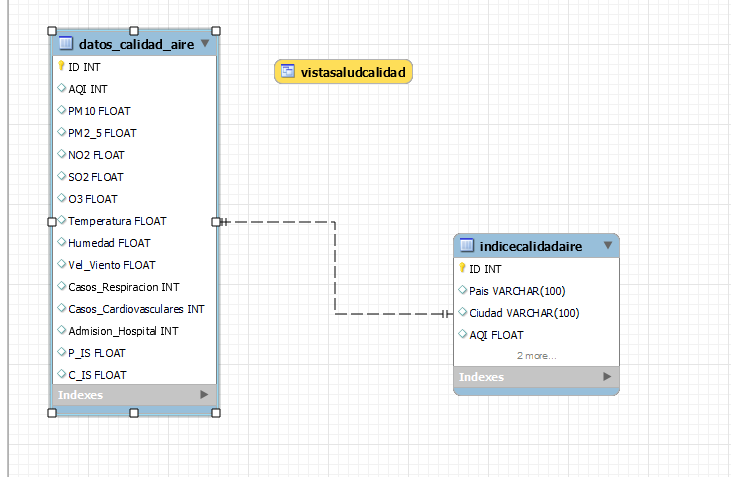 datos_calidad_aire
ID INT
AQI INT
PM10 FLOAT
PM2_5 FLOAT
NO2 FLOAT
SO2 FLOAT
O3 FLOAT
Temperatura FLOAT
Humedad FLOAT
Vel_Viento FLOAT
Casos_Respiracion INT
Casos_Cardiovasculares INT
Admision_Hospital INT
P_IS FLOAT
C_IS FLOAT
Indexes
vistasaludcalidad
indicecalidadaire
ID INT
Pais VARCHAR(100)
Ciudad VARCHAR(100)
AQI FLOAT
2 more...
Indexes